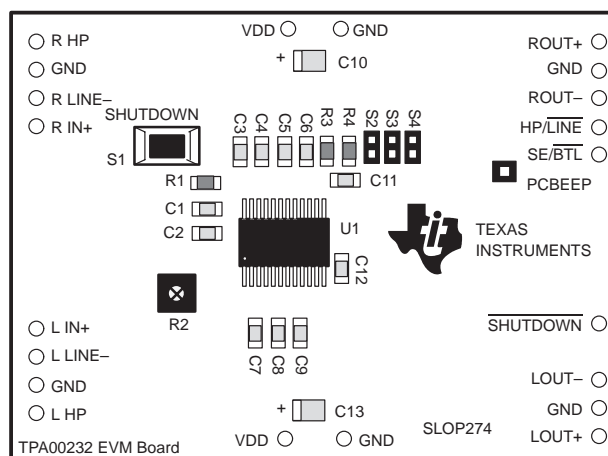 VDD
GND
R HP
GND
R LINE–
R IN+
+
C10
ROUT+
GND
ROUT–
HP/LINE
SE/BTL
SHUTDOWN
S1
C3
C4
C5
C6
R3
R4
S2
S3
S4
PCBEEP
R1
C11
C1
C2
U1
TEXAS
INSTRUMENTS
C12
R2
L IN+
L LINE–
GND
L HP
SHUTDOWN
C7
C8
C9
LOUT–
GND
LOUT+
+
C13
SLOP274
TPA00232 EVM Board
VDD
GND